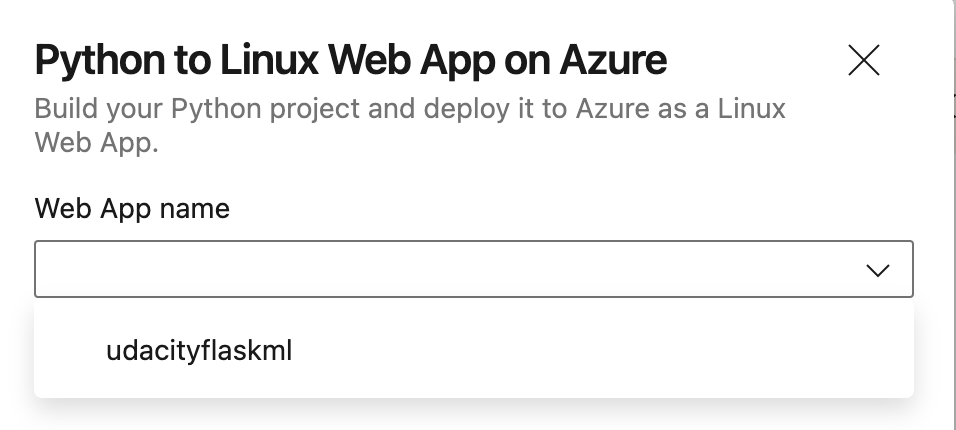 Python to Linux Web App on Azure
Build your Python project and deploy it to Azure as a Linux
Web App.
Web App name
udacityflaskml